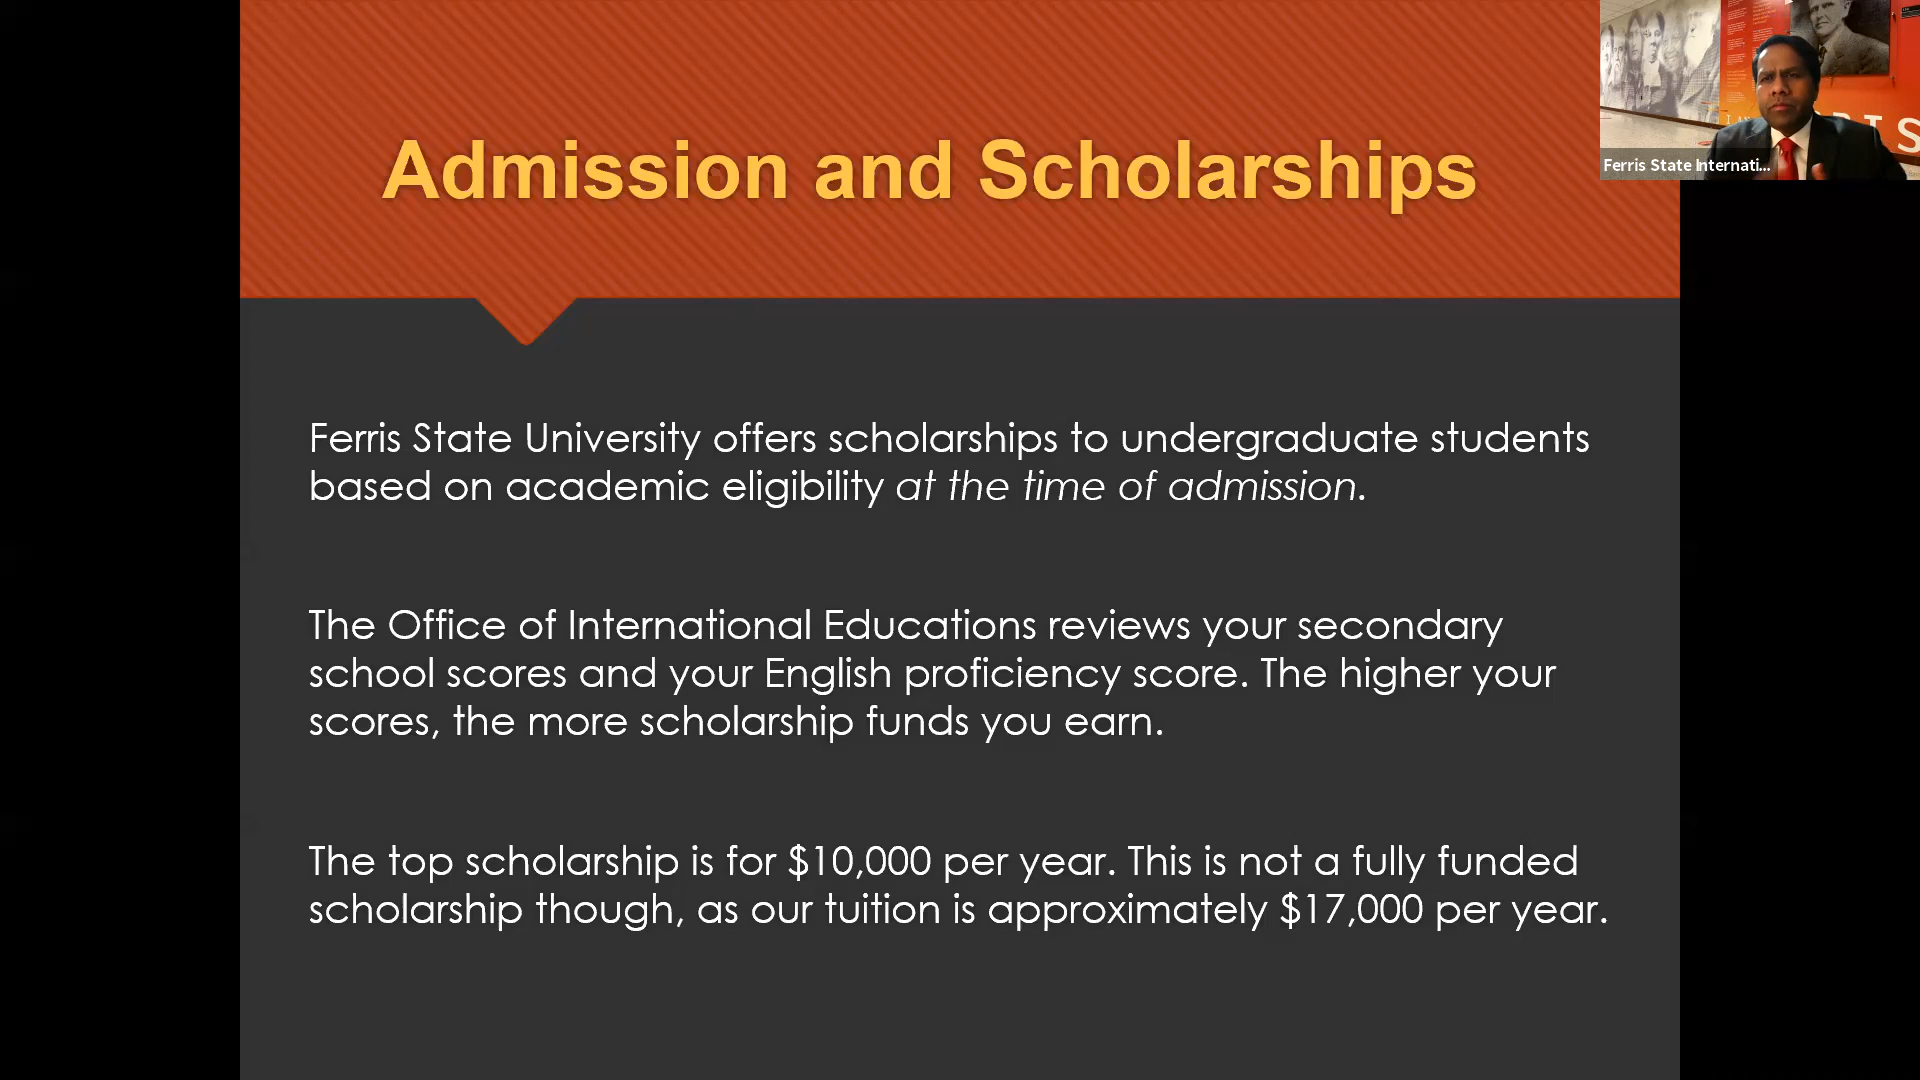 Admission and Scholarships
Ferris State Internati...
I AM
IS
Ferris State University offers scholarships to undergraduate students
based on academic eligibility at the time of admission.
The Office of International Educations reviews your secondary
school scores and your English proficiency score. The higher your
scores, the more scholarship funds you earn.
The top scholarship is for $10,000 per year. This is not a fully funded
scholarship though, as our tuition is approximately $17,000 per year.